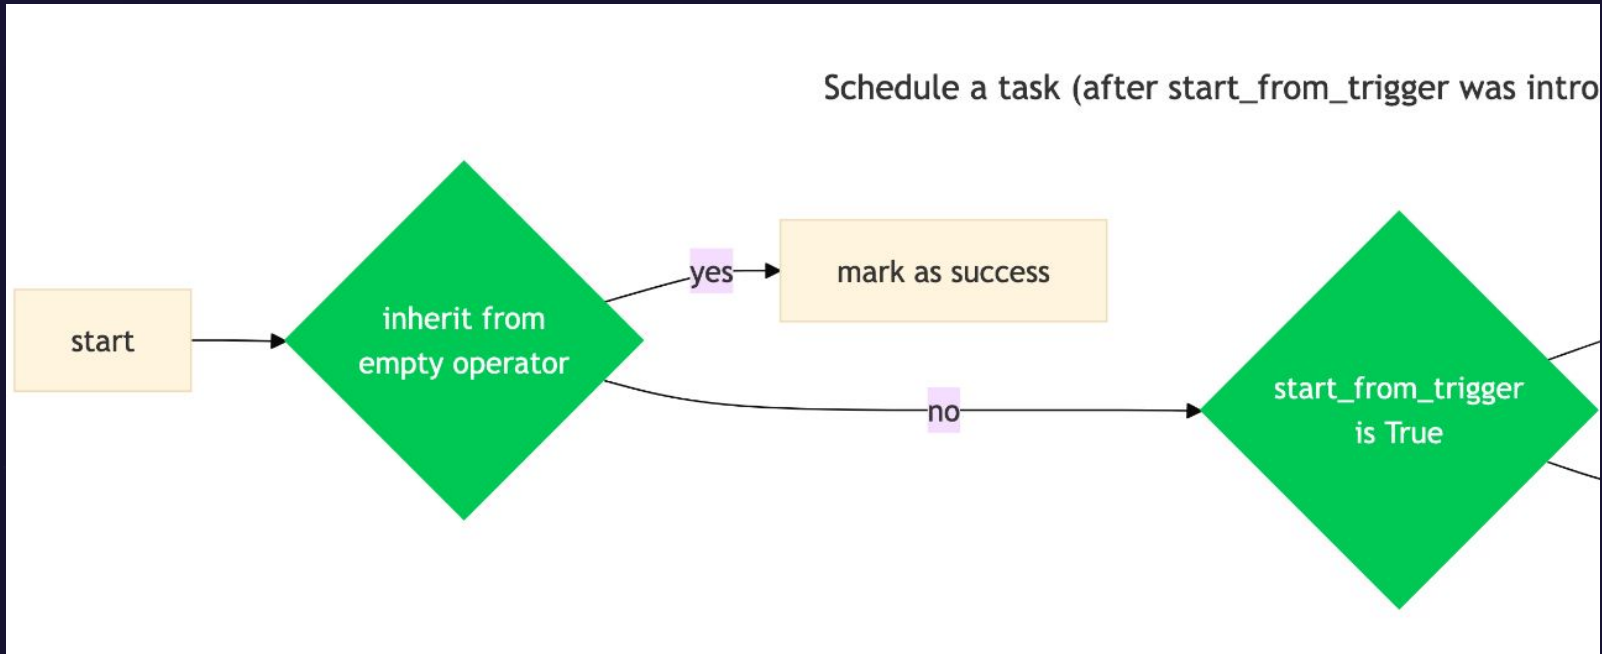 Schedule a task (after start_from_trigger was intro
start
inherit from
empty operator
yes
mark as success
no
start_from_trigger
is True